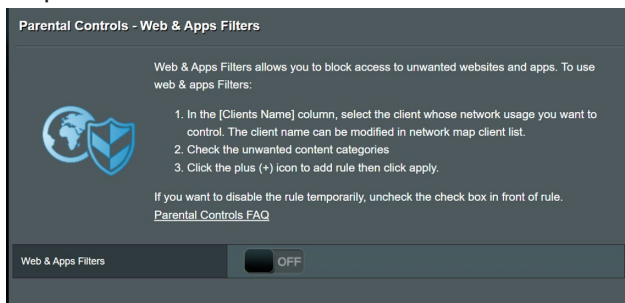 Parental Controls - Web & Apps Filters
Web & Apps Filters allows you to block access to unwanted websites and apps. To use
web & apps Filters:
1. In the [Clients Name] column, select the client whose network usage you want to
control. The client name can be modified in network map client list.
2. Check the unwanted content categories
3. Click the plus (+) icon to add rule then click apply.
If you want to disable the rule temporarily, uncheck the check box in front of rule.
Parental Controls FAQ
Web & Apps Filters
OFF